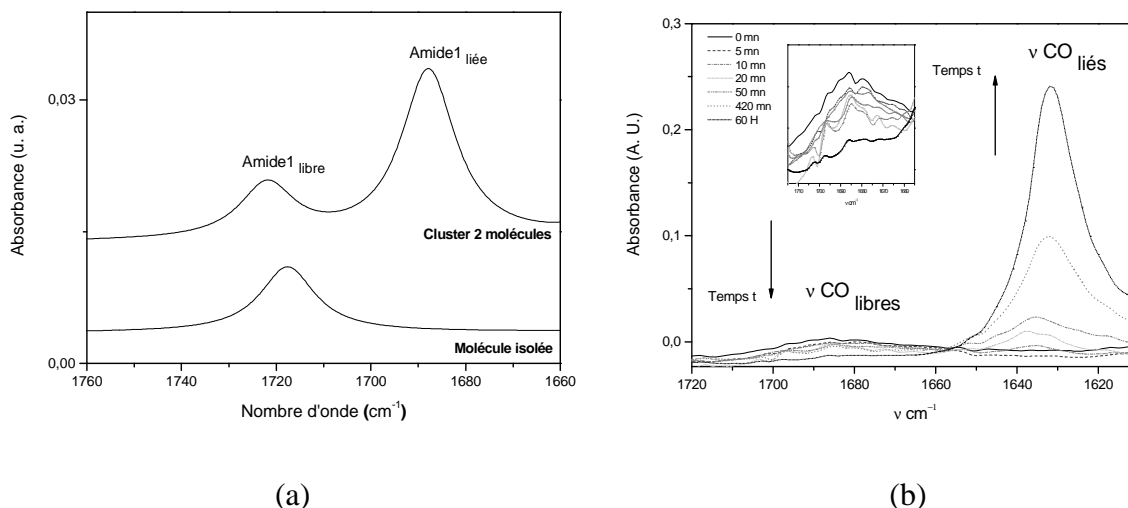 0,03
0,00
Absorbance (u. a.)
Amide1 libre
Amide1 liée
Cluster 2 molécules
Molécule isolée
1760 1740 1720 1700 1680 1660
Nombre d'onde (cm-1)
(a)
0,3
0,2
0,1
0,0
Absorbance (A. U.)
0 mn
5 mn
10 mn
20 mn
50 mn
420 mn
60 H
ν cm-1
Temps t
ν CO liés
Temps t
ν CO libres
1720 1700 1680 1660 1640 1620
ν cm-1
(b)